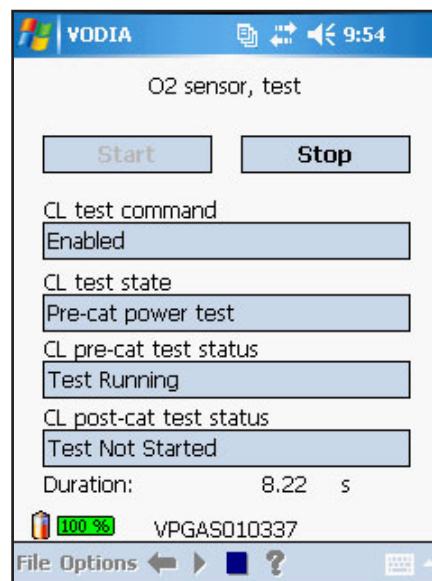 VODIA 9:54
O2 sensor, test
Start Stop
CL test command
Enabled
CL test state
Pre-cat power test
CL pre-cat test status
Test Running
CL post-cat test status
Test Not Started
Duration: 8.22 s
100 % VPGAS010337
File Options ?